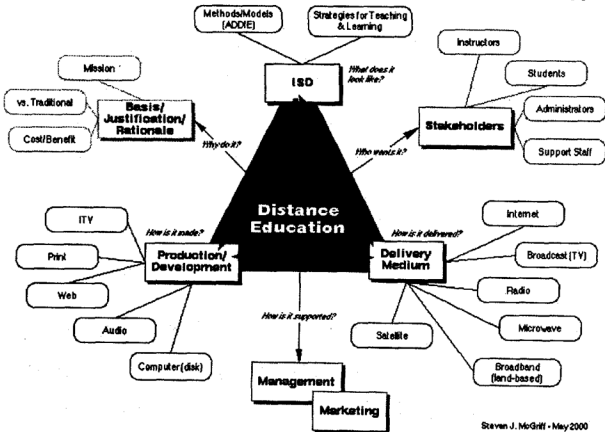 Methods/Models
(ADDIE)
Strategies for Teaching
& Learning
Instructors
Mission
ISD
What does it
look like?
Students
vs. Traditional
Basis/
Justification/
Rationale
Stakeholders
Administrators
Cost/Benefit
Why do it?
Who wants it?
Support Staff
Distance
Education
ITV
How is it made?
How is it delivered?
Internet
Print
Production/
Development
Delivery
Medium
Broadcast (TV)
Web
Radio
Audio
How is it supported?
Satellite
Microwave
Computer(disk)
Broadband
(land-based)
Management
Marketing
Steven J. McGriff - May 2000